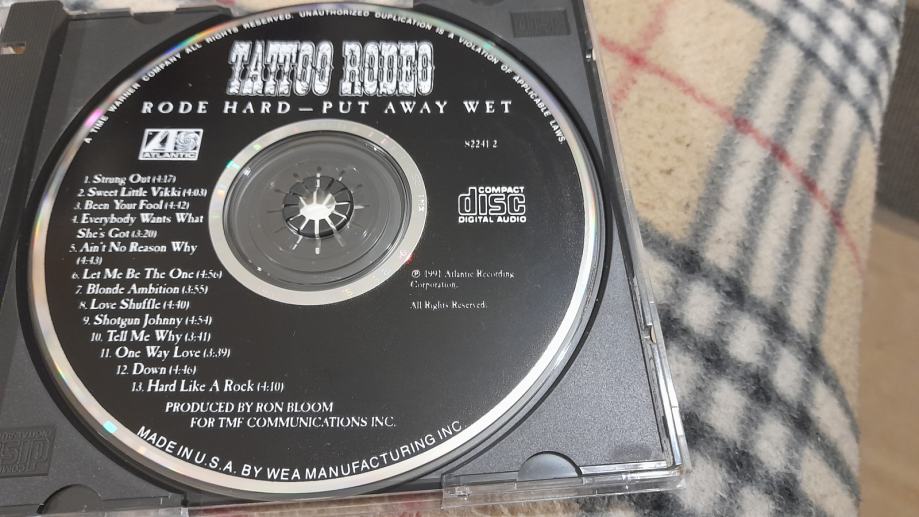 A TIME WARNER COMPANY ALL RIGHTS RESERVED. UNAUTHORIZED DUPLICATION IS A VIOLATION OF APPLICABLE LAWS.
TATTOO RODEO
RODE HARD — PUT AWAY WET
ATLANTIC
82241 2
1. Strung Out (4:17)
2. Sweet Little Vikki (4:03)
3. Been Your Fool (4:42)
4. Everybody Wants What
She's Got (3:20)
5. Ain't No Reason Why
(4:43)
6. Let Me Be The One (4:56)
7. Blonde Ambition (3:55)
8. Love Shuffle (4:40)
9. Shotgun Johnny (4:54)
10. Tell Me Why (3:41)
11. One Way Love (3:39)
12. Down (4:46)
13. Hard Like A Rock (4:10)
COMPACT
disc
DIGITAL AUDIO
℗ 1991 Atlantic Recording
Corporation.
All Rights Reserved.
PRODUCED BY RON BLOOM
FOR TMF COMMUNICATIONS INC.
MADE IN U.S.A. BY WEA MANUFACTURING INC.